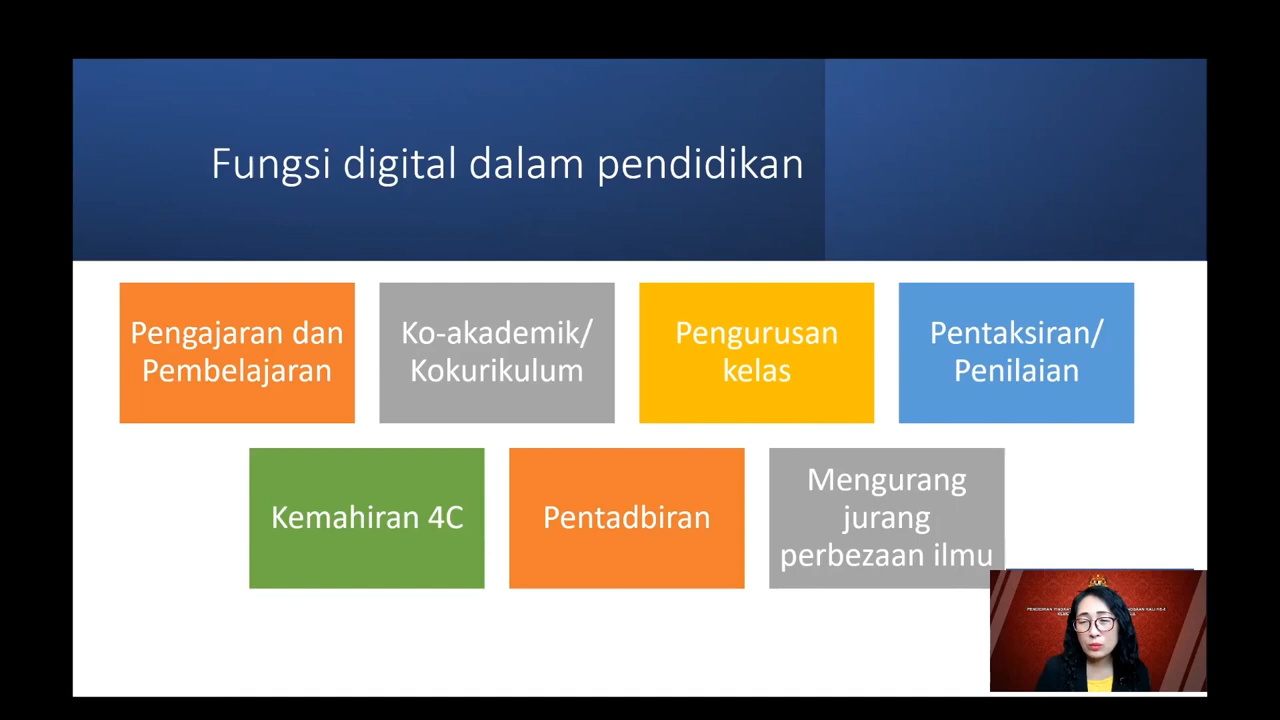 Fungsi digital dalam pendidikan
Pengajaran dan
Pembelajaran
Ko-akademik/
Kokurikulum
Pengurusan
kelas
Pentaksiran/
Penilaian
Kemahiran 4C
Pentadbiran
Mengurang
jurang
perbezaan ilmu